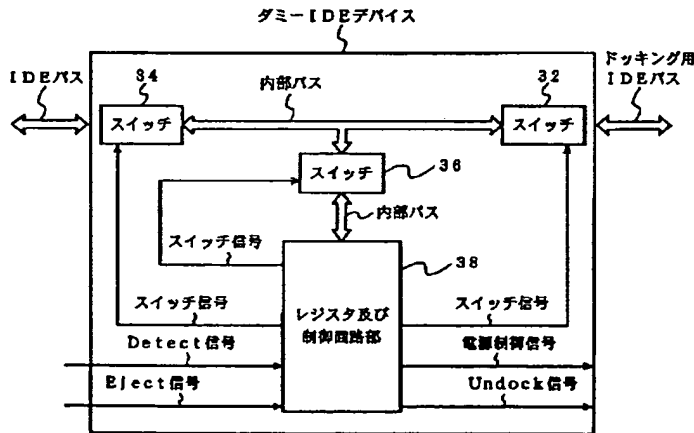 ダミーIDEデバイス
IDEバス
34
内部バス
32
ドッキング用
IDEバス
スイッチ
スイッチ
スイッチ
36
内部バス
スイッチ信号
38
レジスタ及び
制御回路部
スイッチ信号
スイッチ信号
Detect信号
電源制御信号
Eject信号
Undock信号